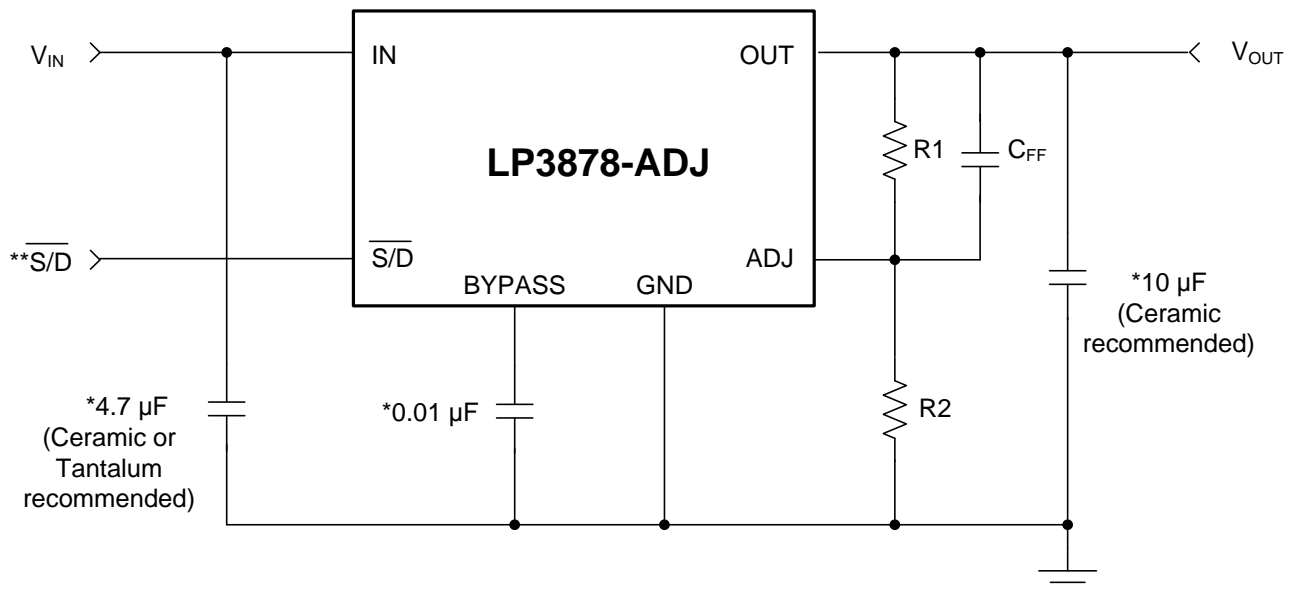 V_IN
IN
OUT
V_OUT
LP3878-ADJ
R1
C_FF
**S/D
S/D
ADJ
BYPASS
GND
*10 µF
(Ceramic
recommended)
*4.7 µF
(Ceramic or
Tantalum
recommended)
*0.01 µF
R2